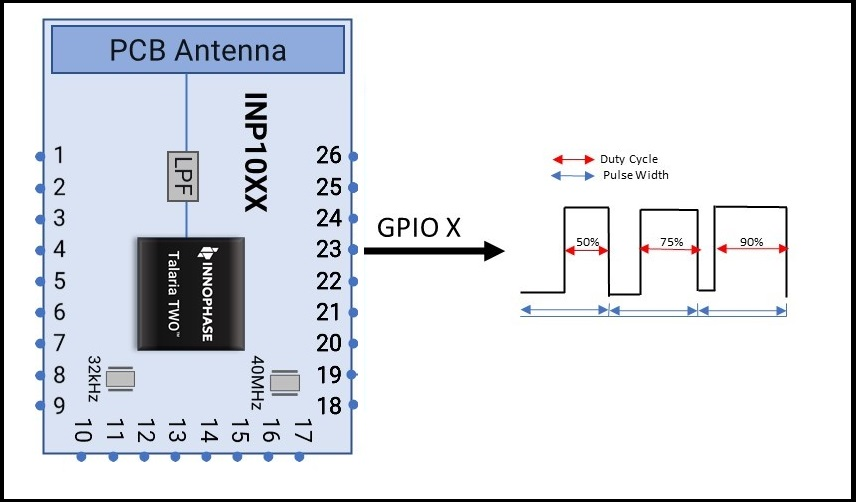 PCB Antenna
INP10XX
LPF
INNOPHASE
Talaria TWO™
32kHz
40MHz
1
2
3
4
5
6
7
8
9
10
11
12
13
14
15
16
17
26
25
24
23
22
21
20
19
18
GPIO X
Duty Cycle
Pulse Width
50%
75%
90%